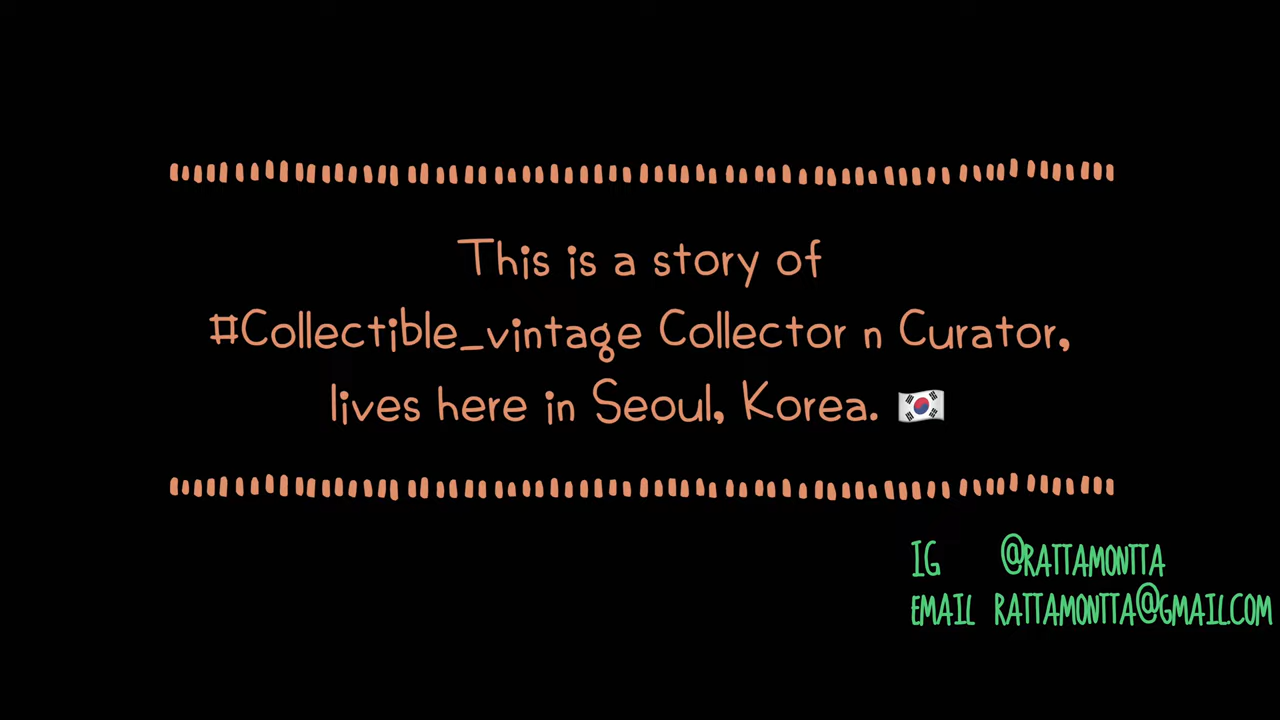 This is a story of
#Collectible_vintage Collector n Curator,
lives here in Seoul, Korea. 🇰🇷
IG @RATTAMONTTA
EMAIL RATTAMONTTA@GMAIL.COM